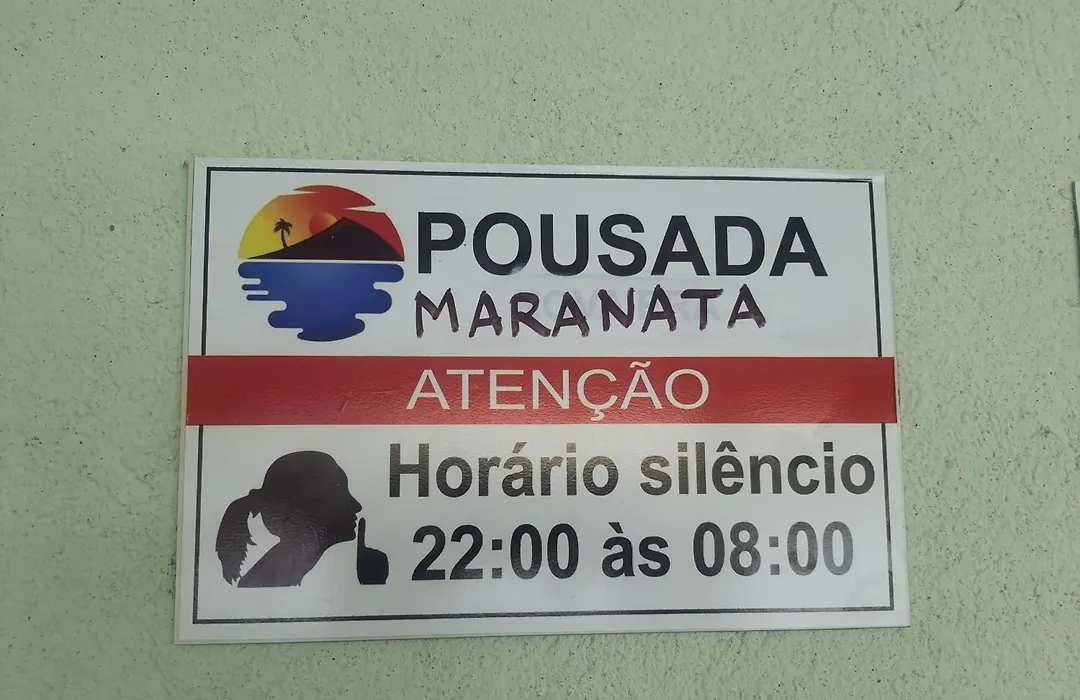 POUSADA
MARANATA
ATENÇÃO
Horário silêncio
22:00 às 08:00